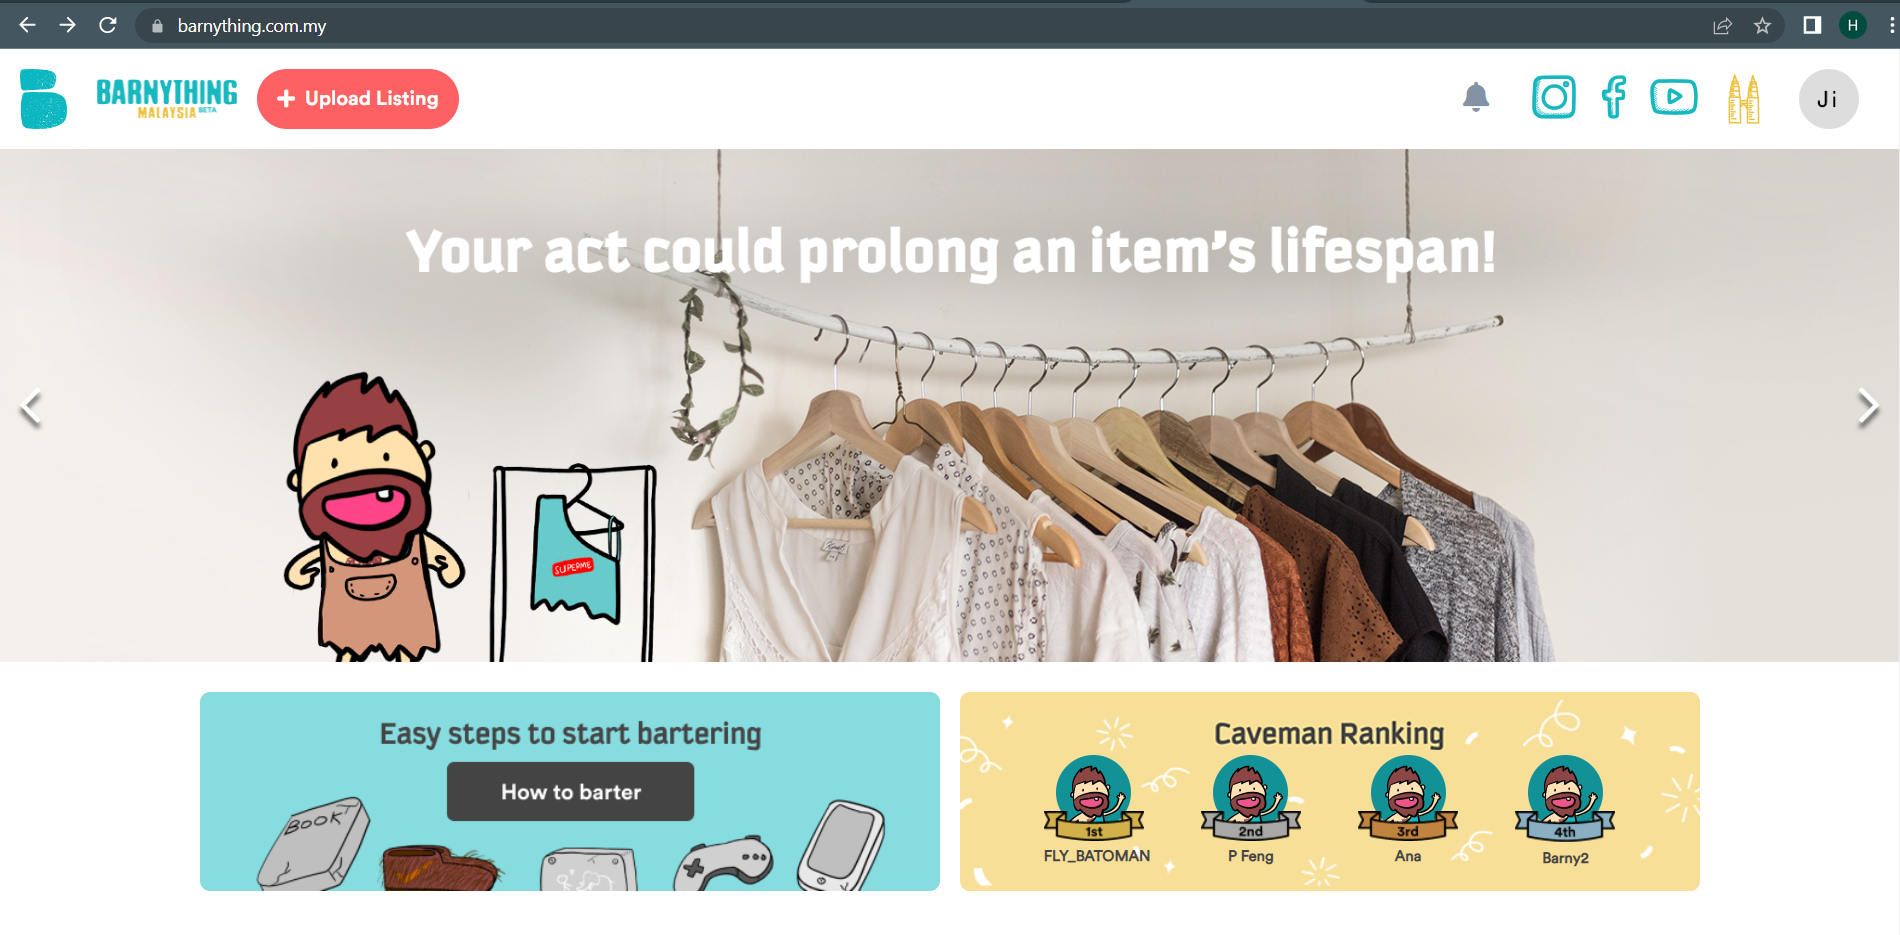 barnything.com.my
H
BARNYTHING
MALAYSIA BETA
+ Upload Listing
Ji
Your act could prolong an item's lifespan!
SUPERME
Easy steps to start bartering
How to barter
BOOK
Caveman Ranking
1st
2nd
3rd
4th
FLY_BATOMAN
P Feng
Ana
Barny2